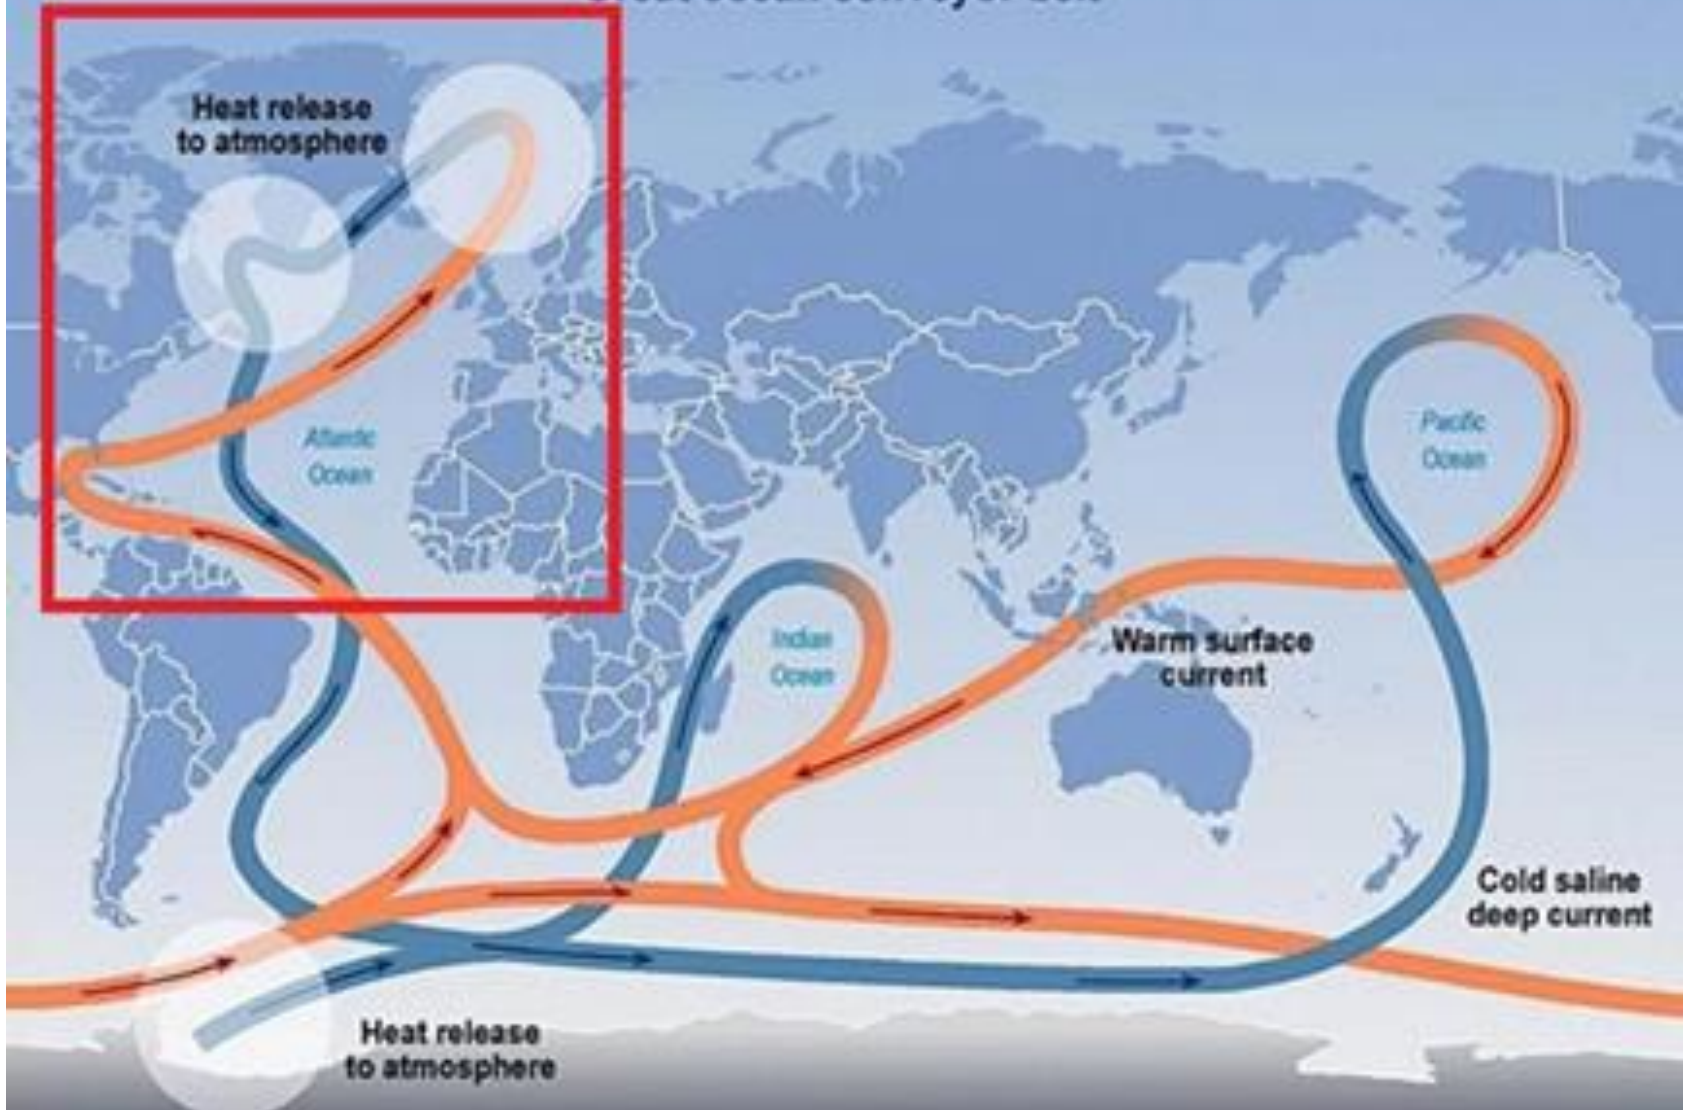 Heat release
to atmosphere
Atlantic
Ocean
Pacific
Ocean
Indian
Ocean
Warm surface
current
Cold saline
deep current
Heat release
to atmosphere